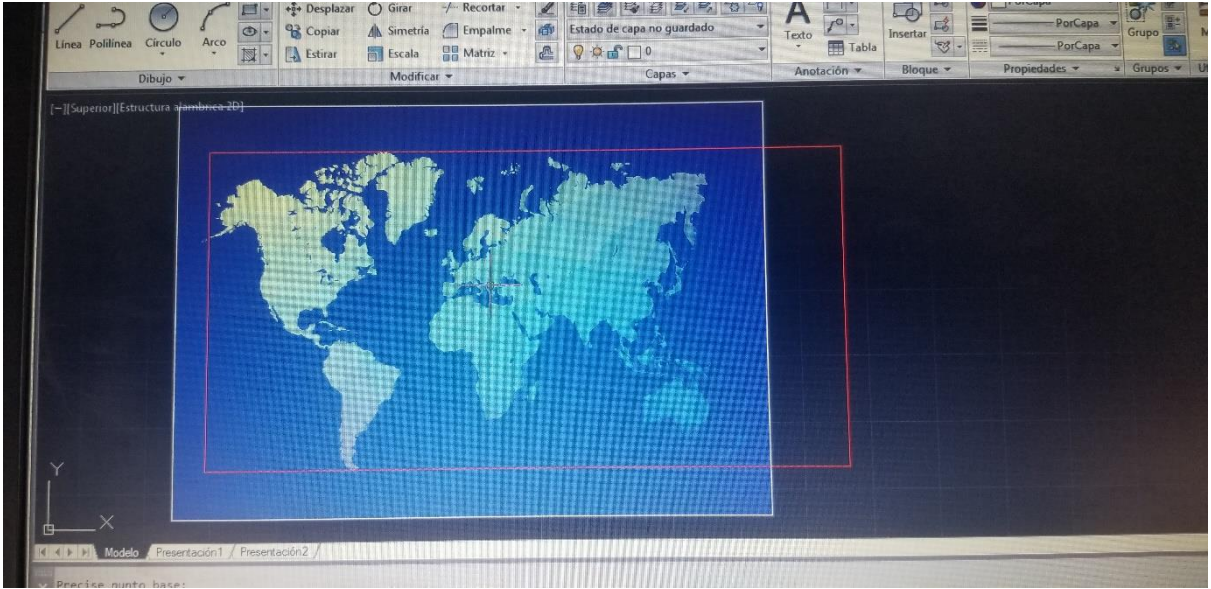 Desplazar Girar Recortar
Línea Polilínea Círculo Arco
Copiar Simetría Empalme
Estirar Escala Matriz
Estado de capa no guardado
0
Texto
Tabla
Insertar
PorCapa
PorCapa
Grupo
Dibujo Modificar Capas Anotación Bloque Propiedades Grupos
[−][Superior][Estructura alámbrica 2D]
Y
X
Modelo Presentación1 Presentación2
Precise punto base: